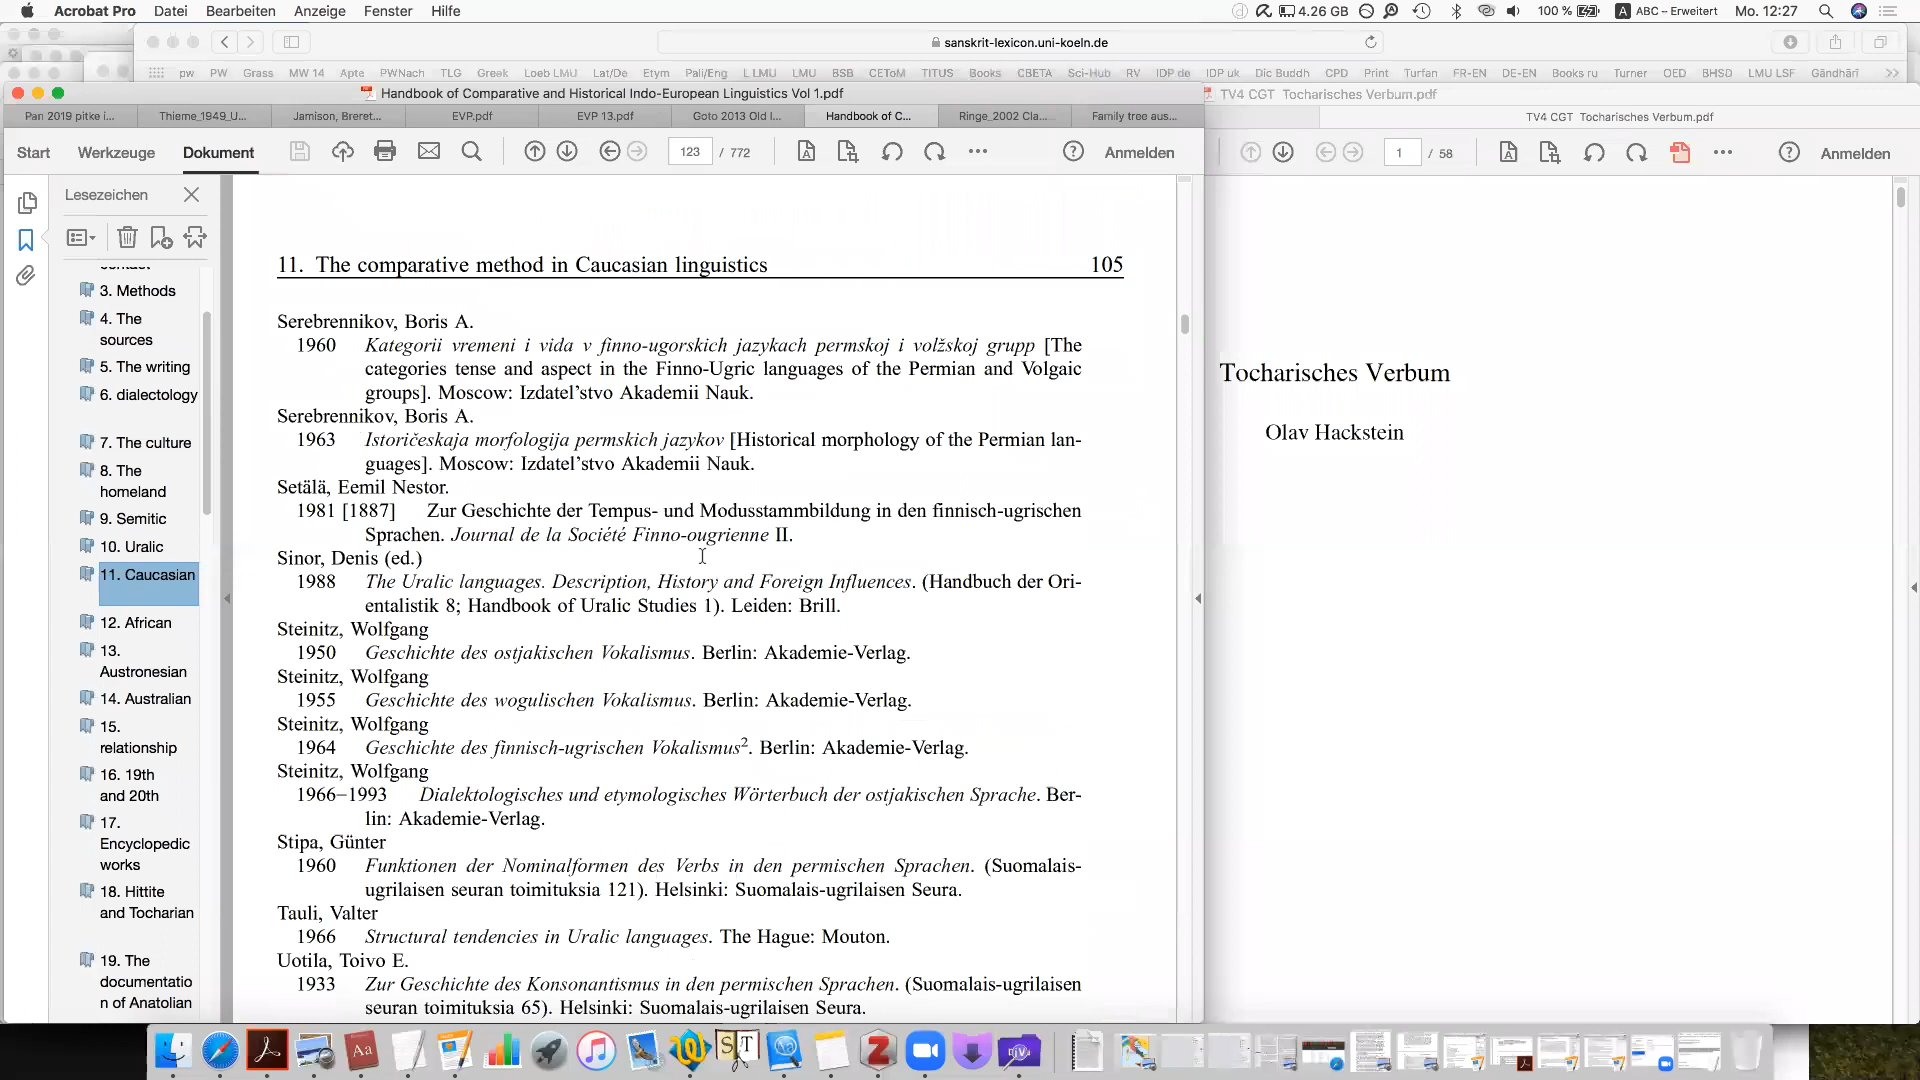 Acrobat Pro Datei Bearbeiten Anzeige Fenster Hilfe 4.26 GB 100 % ABC – Erweitert Mo. 12:27
sanskrit-lexicon.uni-koeln.de
pw PW Grass MW 14 Apte PWNach TLG Greek Loeb LMU Lat/De Etym Pali/Eng L LMU LMU BSB CEToM TITUS Books CBETA Sci-Hub RV IDP de IDP uk Dic Buddh CPD Print Turfan FR-EN DE-EN Books ru Turner OED BHSD LMU LSF Gāndhārī
Handbook of Comparative and Historical Indo-European Linguistics Vol 1.pdf
TV4 CGT Tocharisches Verbum.pdf
Pan 2019 pitke i... Thieme_1949_U... Jamison, Breret... EVP.pdf EVP 13.pdf Goto 2013 Old I... Handbook of C... Ringe_2002 Cla... Family tree aus...
TV4 CGT Tocharisches Verbum.pdf
Start Werkzeuge Dokument 123 / 772 Anmelden
1 / 58 Anmelden
Lesezeichen
3. Methods
4. The
sources
5. The writing
6. dialectology
7. The culture
8. The
homeland
9. Semitic
10. Uralic
11. Caucasian
12. African
13.
Austronesian
14. Australian
15.
relationship
16. 19th
and 20th
17.
Encyclopedic
works
18. Hittite
and Tocharian
19. The
documentatio
n of Anatolian
11. The comparative method in Caucasian linguistics 105
Serebrennikov, Boris A.
1960 Kategorii vremeni i vida v finno-ugorskich jazykach permskoj i volžskoj grupp [The
categories tense and aspect in the Finno-Ugric languages of the Permian and Volgaic
groups]. Moscow: Izdatel’stvo Akademii Nauk.
Serebrennikov, Boris A.
1963 Istoričeskaja morfologija permskich jazykov [Historical morphology of the Permian lan-
guages]. Moscow: Izdatel’stvo Akademii Nauk.
Setälä, Eemil Nestor.
1981 [1887] Zur Geschichte der Tempus- und Modusstammbildung in den finnisch-ugrischen
Sprachen. Journal de la Société Finno-ougrienne II.
Sinor, Denis (ed.)
1988 The Uralic languages. Description, History and Foreign Influences. (Handbuch der Ori-
entalistik 8; Handbook of Uralic Studies 1). Leiden: Brill.
Steinitz, Wolfgang
1950 Geschichte des ostjakischen Vokalismus. Berlin: Akademie-Verlag.
Steinitz, Wolfgang
1955 Geschichte des wogulischen Vokalismus. Berlin: Akademie-Verlag.
Steinitz, Wolfgang
1964 Geschichte des finnisch-ugrischen Vokalismus². Berlin: Akademie-Verlag.
Steinitz, Wolfgang
1966−1993 Dialektologisches und etymologisches Wörterbuch der ostjakischen Sprache. Ber-
lin: Akademie-Verlag.
Stipa, Günter
1960 Funktionen der Nominalformen des Verbs in den permischen Sprachen. (Suomalais-
ugrilaisen seuran toimituksia 121). Helsinki: Suomalais-ugrilaisen Seura.
Tauli, Valter
1966 Structural tendencies in Uralic languages. The Hague: Mouton.
Uotila, Toivo E.
1933 Zur Geschichte des Konsonantismus in den permischen Sprachen. (Suomalais-ugrilaisen
seuran toimituksia 65). Helsinki: Suomalais-ugrilaisen Seura.
Tocharisches Verbum
Olav Hackstein